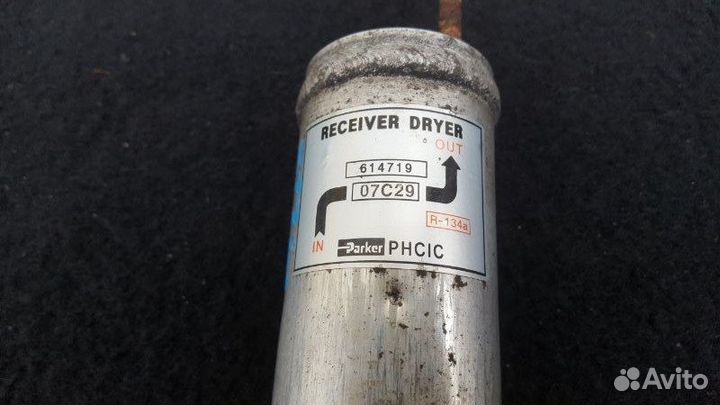 RECEIVER DRYER
OUT
614719
07C29
R-134a
IN
Parker PHCIC
Avito